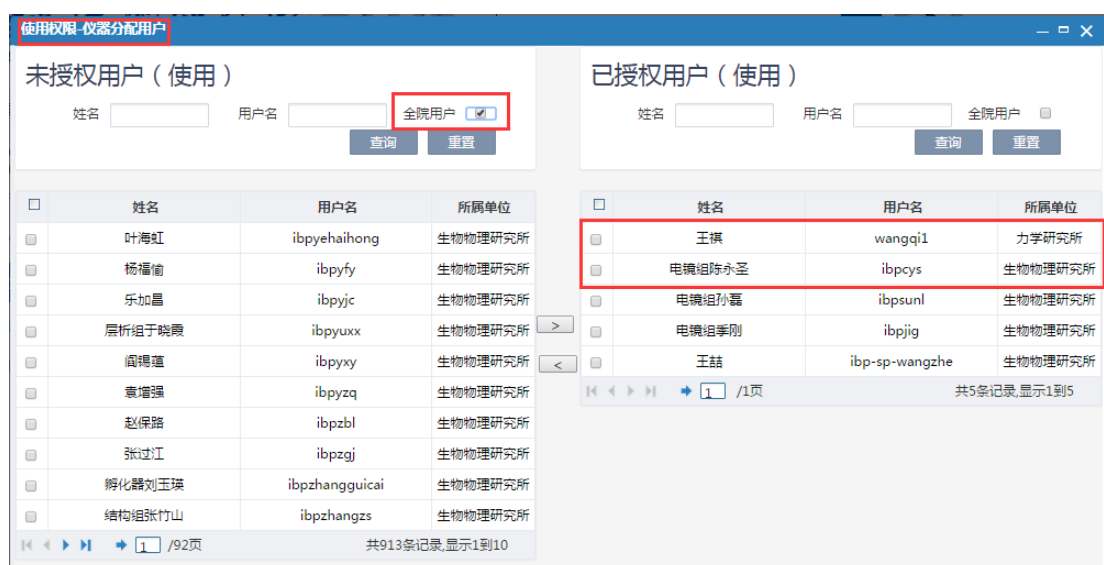 使用权限-仪器分配用户
未授权用户（使用）
姓名 用户名 全院用户
查询 重置
姓名 用户名 所属单位
叶海虹 ibpyehaihong 生物物理研究所
杨福愉 ibpyfy 生物物理研究所
乐加昌 ibpyjc 生物物理研究所
层析组于晓霞 ibpyuxx 生物物理研究所
阎锡蕴 ibpyxy 生物物理研究所
袁增强 ibpyzq 生物物理研究所
赵保路 ibpzbl 生物物理研究所
张过江 ibpzgj 生物物理研究所
孵化器刘玉瑛 ibpzhangguicai 生物物理研究所
结构组张竹山 ibpzhangzs 生物物理研究所
1 /92页 共913条记录,显示1到10
>
<
已授权用户（使用）
姓名 用户名 全院用户
查询 重置
姓名 用户名 所属单位
王祺 wangqi1 力学研究所
电镜组陈永圣 ibpcys 生物物理研究所
电镜组孙磊 ibpsunl 生物物理研究所
电镜组季刚 ibpjig 生物物理研究所
王喆 ibp-sp-wangzhe 生物物理研究所
1 /1页 共5条记录,显示1到5